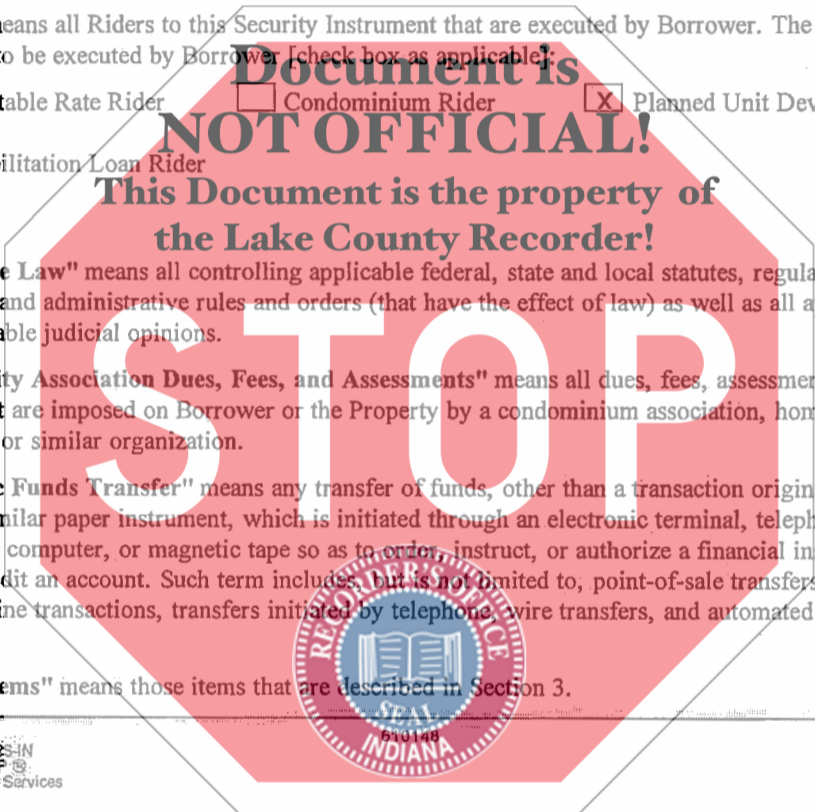 eans all Riders to this Security Instrument that are executed by Borrower. The
o be executed by Borrower [check box as applicable]:
Document is
table Rate Rider Condominium Rider X Planned Unit Dev
NOT OFFICIAL!
ilitation Loan Rider
This Document is the property of
the Lake County Recorder!
e Law" means all controlling applicable federal, state and local statutes, regula
and administrative rules and orders (that have the effect of law) as well as all a
able judicial opinions.
STOP
ty Association Dues, Fees, and Assessments" means all dues, fees, assessmen
t are imposed on Borrower or the Property by a condominium association, hom
or similar organization.
c Funds Transfer" means any transfer of funds, other than a transaction origin
milar paper instrument, which is initiated through an electronic terminal, teleph
computer, or magnetic tape so as to order, instruct, or authorize a financial in
dit an account. Such term includes, but is not limited to, point-of-sale transfers
ne transactions, transfers initiated by telephone, wire transfers, and automated
RECORDER'S OFFICE
ems" means those items that are described in Section 3.
SEAL
610148
INDIANA
S-IN
®
Services